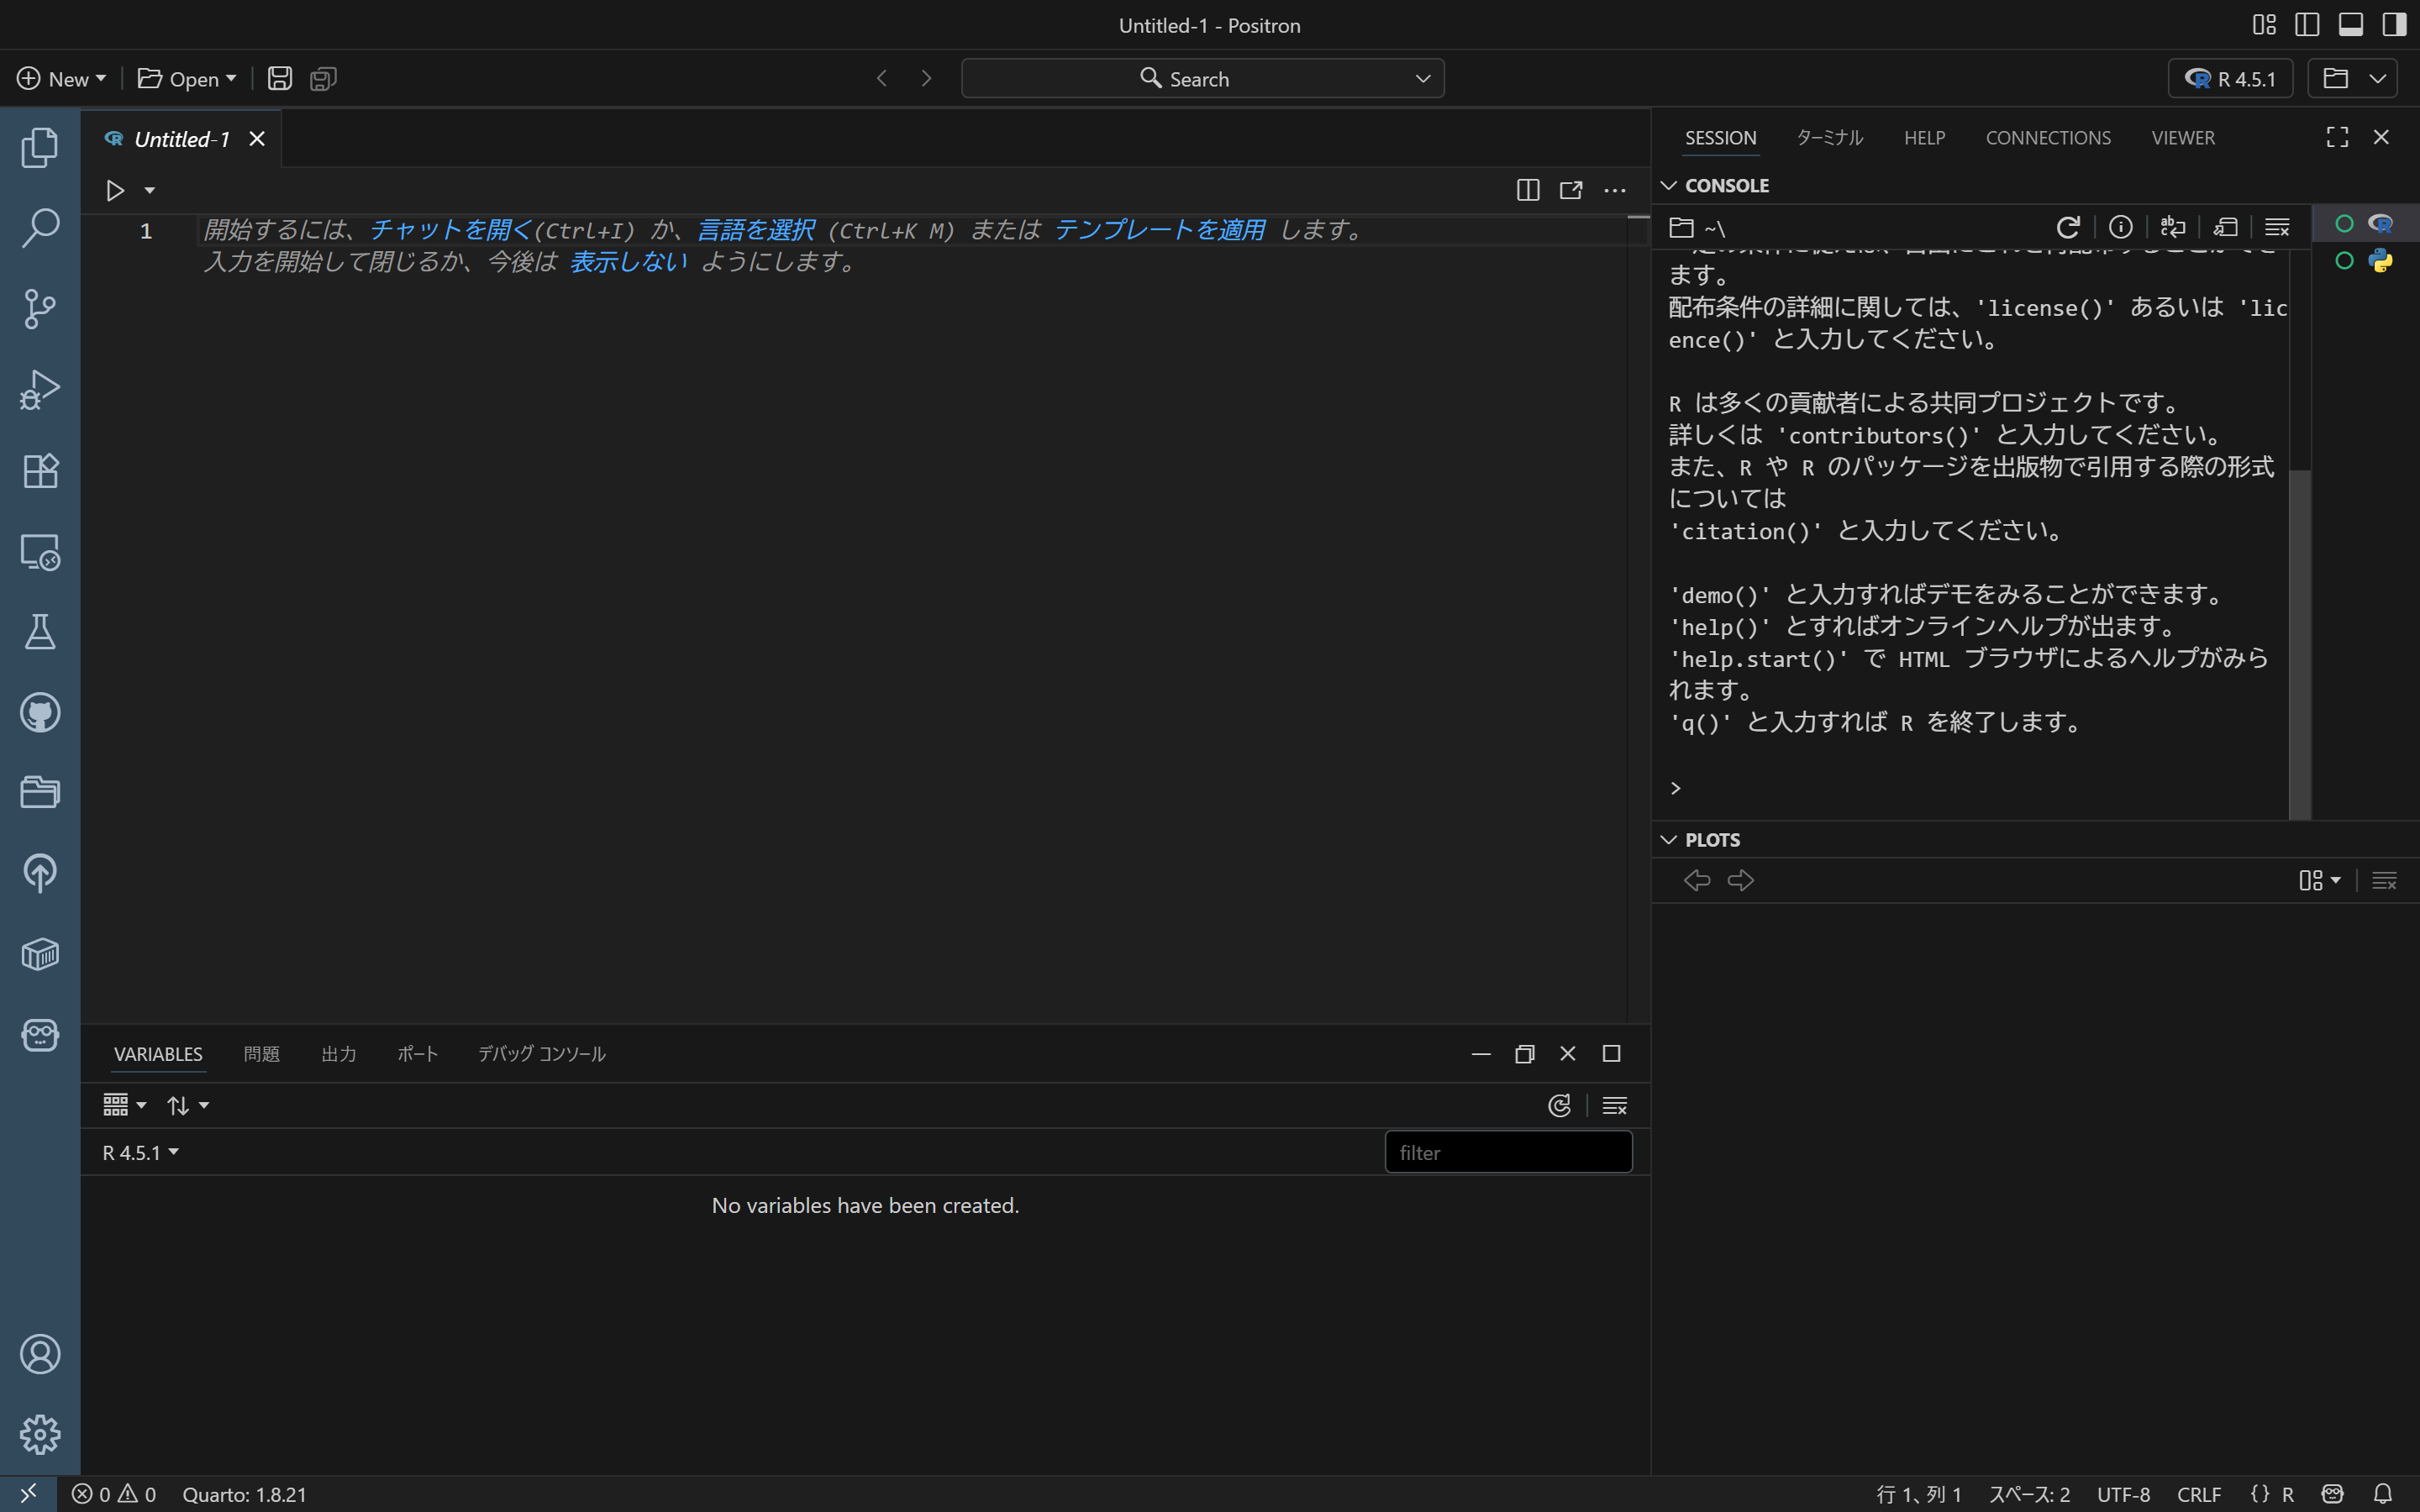 Untitled-1 - Positron
New
Open
Search
R 4.5.1
Untitled-1
1
開始するには、チャットを開く(Ctrl+I) か、言語を選択 (Ctrl+K M) または テンプレートを適用 します。
入力を開始して閉じるか、今後は 表示しない ようにします。
SESSION ターミナル HELP CONNECTIONS VIEWER
CONSOLE
~\
ます。
配布条件の詳細に関しては、'license()' あるいは 'lic
ence()' と入力してください。
R は多くの貢献者による共同プロジェクトです。
詳しくは 'contributors()' と入力してください。
また、R や R のパッケージを出版物で引用する際の形式
については
'citation()' と入力してください。
'demo()' と入力すればデモをみることができます。
'help()' とすればオンラインヘルプが出ます。
'help.start()' で HTML ブラウザによるヘルプがみら
れます。
'q()' と入力すれば R を終了します。
>
PLOTS
VARIABLES 問題 出力 ポート デバッグ コンソール
R 4.5.1
filter
No variables have been created.
0 0 Quarto: 1.8.21
行 1、列 1 スペース: 2 UTF-8 CRLF {} R